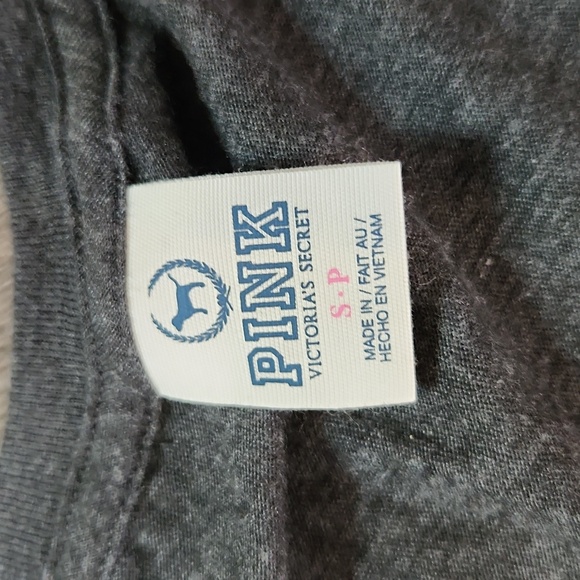 PINK
VICTORIA'S SECRET
S•P
MADE IN / FAIT AU /
HECHO EN VIETNAM